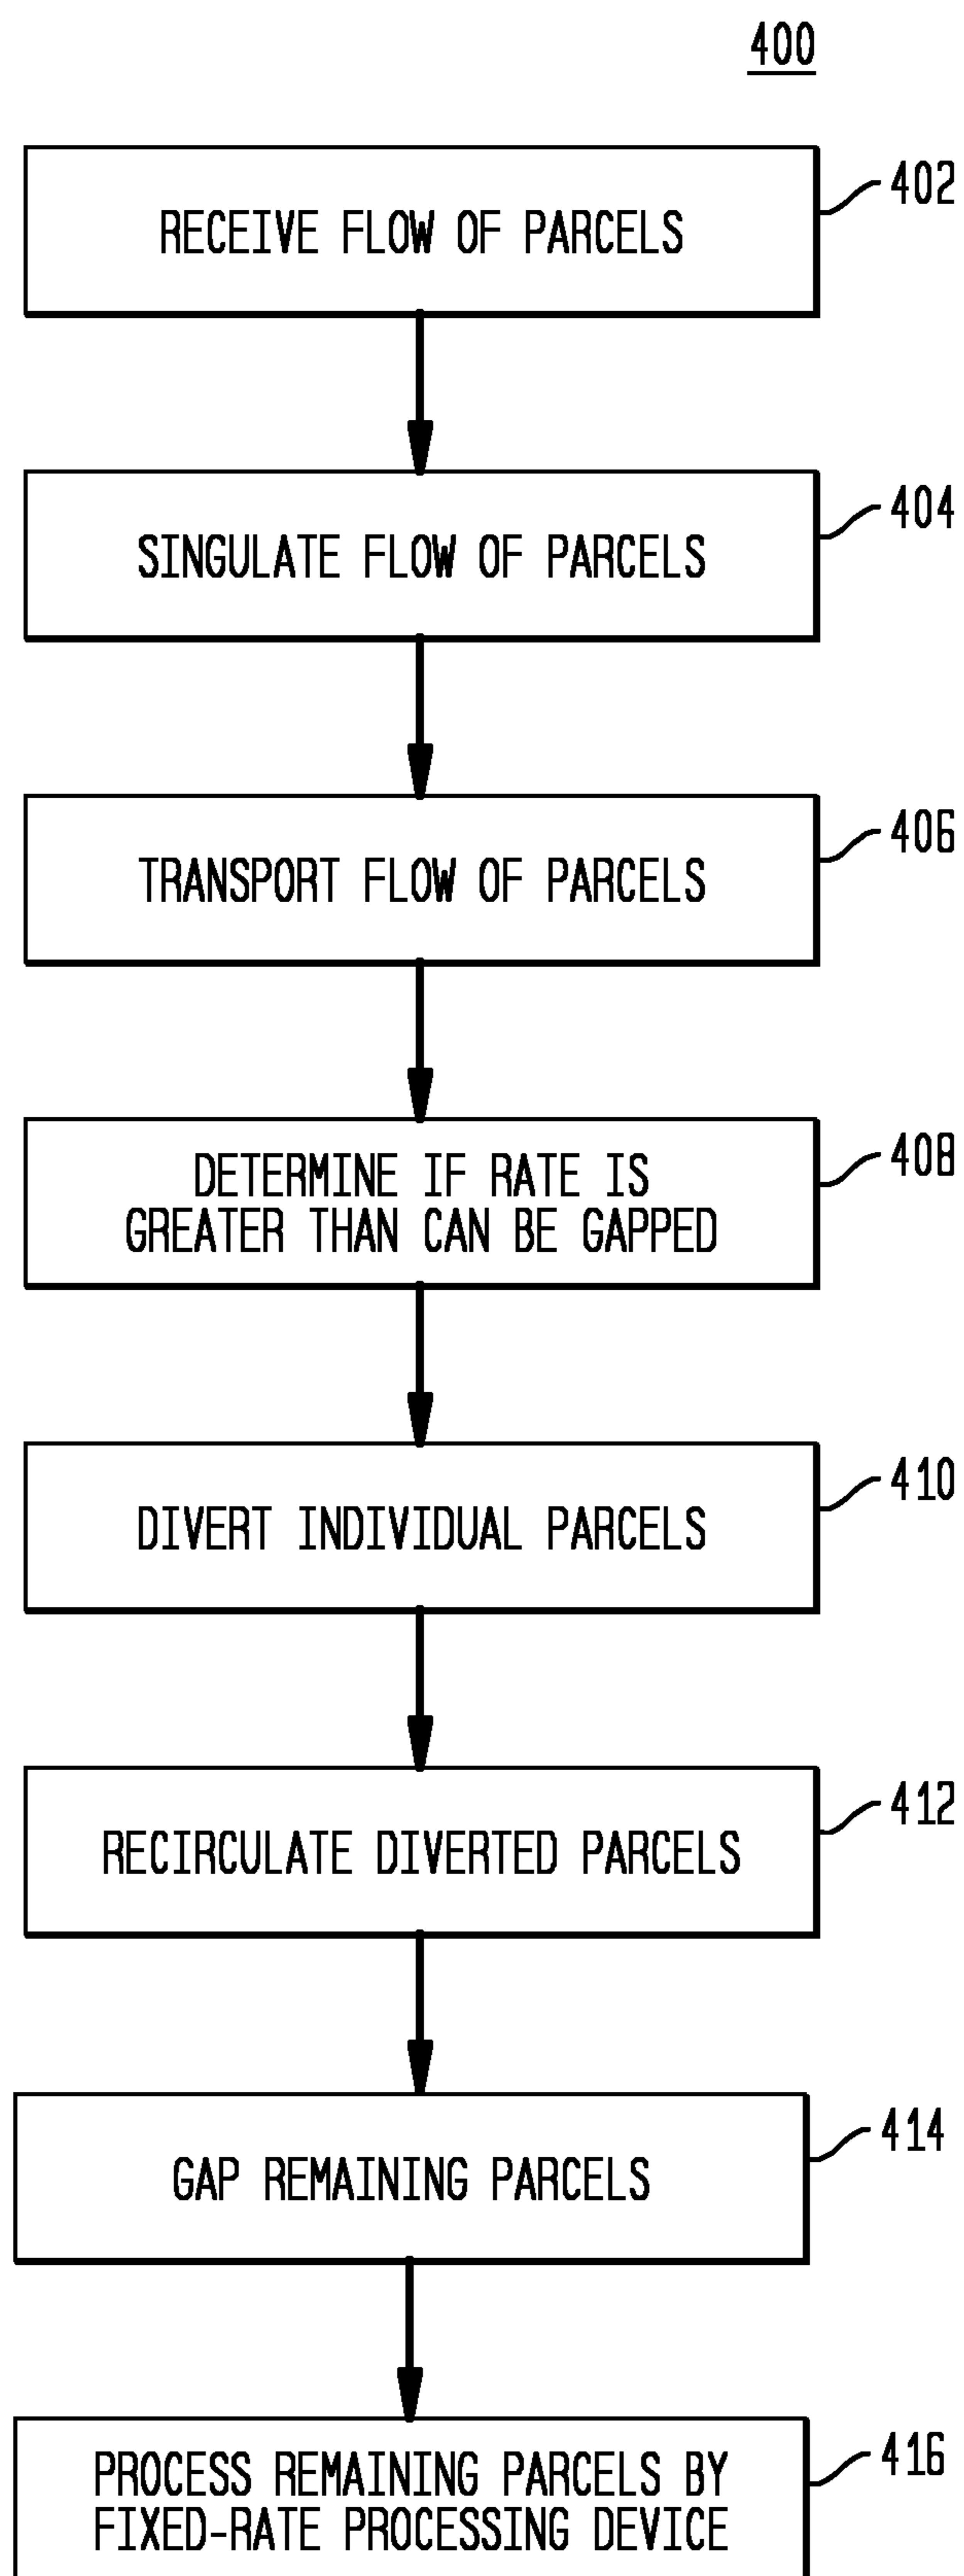 400
RECEIVE FLOW OF PARCELS
402
SINGULATE FLOW OF PARCELS
404
TRANSPORT FLOW OF PARCELS
406
DETERMINE IF RATE IS
GREATER THAN CAN BE GAPPED
408
DIVERT INDIVIDUAL PARCELS
410
RECIRCULATE DIVERTED PARCELS
412
GAP REMAINING PARCELS
414
PROCESS REMAINING PARCELS BY
FIXED-RATE PROCESSING DEVICE
416